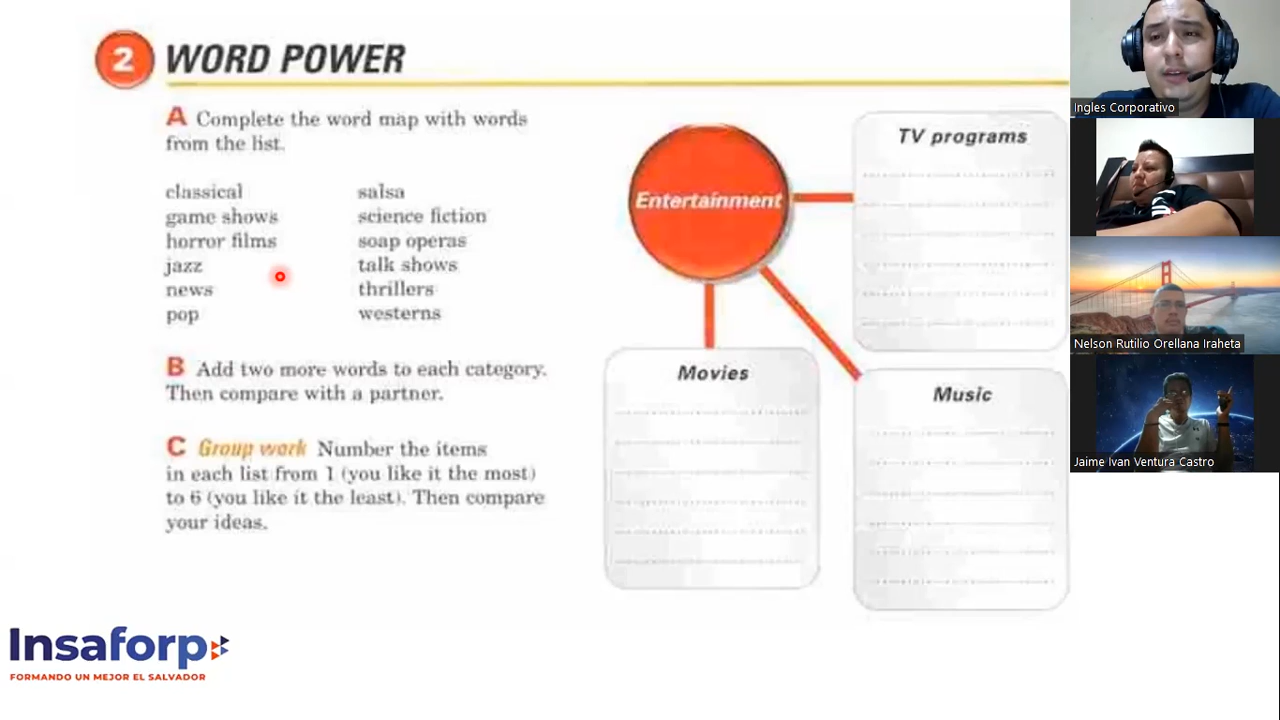 2 WORD POWER
A Complete the word map with words
from the list.
classical
game shows
horror films
jazz
news
pop
salsa
science fiction
soap operas
talk shows
thrillers
westerns
B Add two more words to each category.
Then compare with a partner.
C Group work Number the items
in each list from 1 (you like it the most)
to 6 (you like it the least). Then compare
your ideas.
Entertainment
TV programs
Movies
Music
Insaforp
FORMANDO UN MEJOR EL SALVADOR
Ingles Corporativo
Nelson Rutilio Orellana Iraheta
Jaime Ivan Ventura Castro